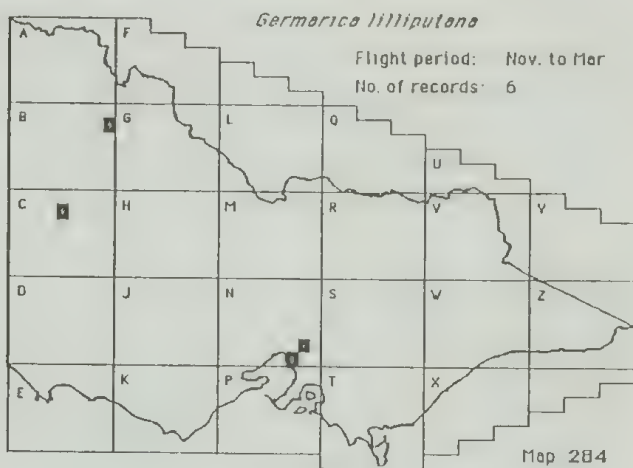 Germarica lilliputana
Flight period: Nov. to Mar
No. of records: 6
A F
B G L Q
U
C H M R V Y
D J N S W Z
E K P T X
Map 284